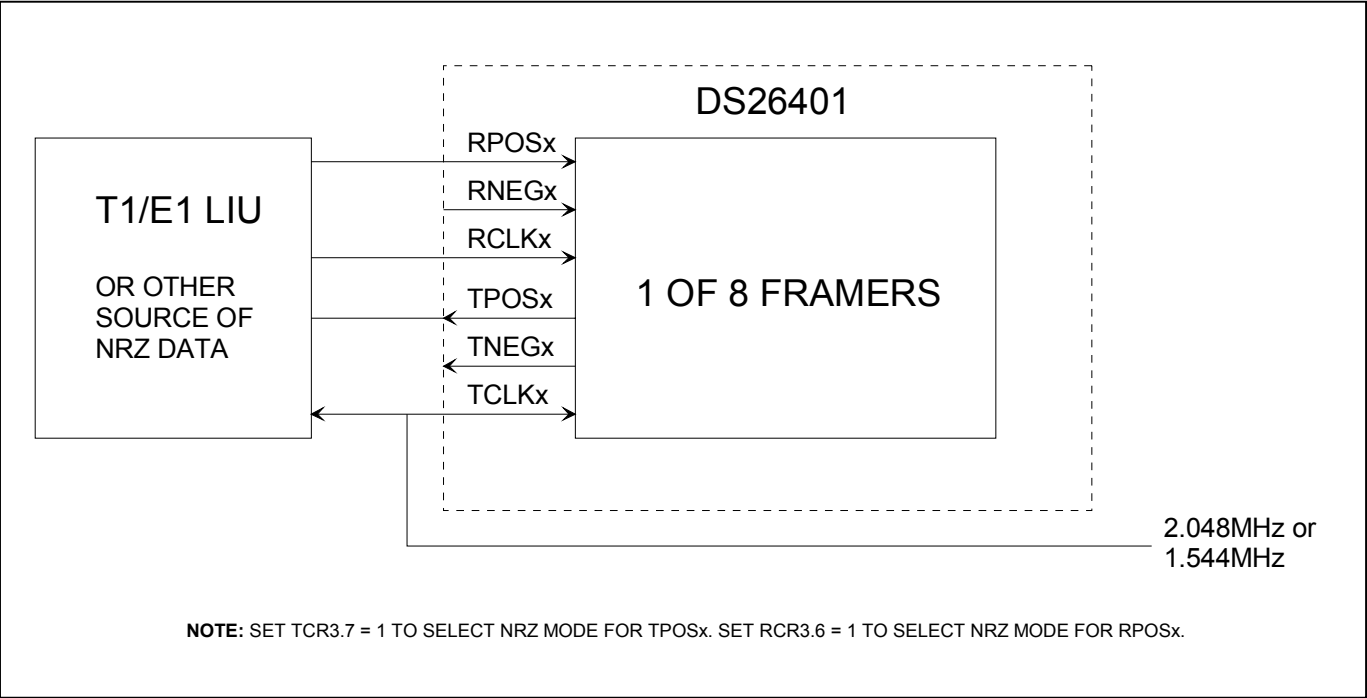 DS26401
T1/E1 LIU
OR OTHER
SOURCE OF
NRZ DATA
RPOSx
RNEGx
RCLKx
TPOSx
TNEGx
TCLKx
1 OF 8 FRAMERS
2.048MHz or
1.544MHz
NOTE: SET TCR3.7 = 1 TO SELECT NRZ MODE FOR TPOSx. SET RCR3.6 = 1 TO SELECT NRZ MODE FOR RPOSx.